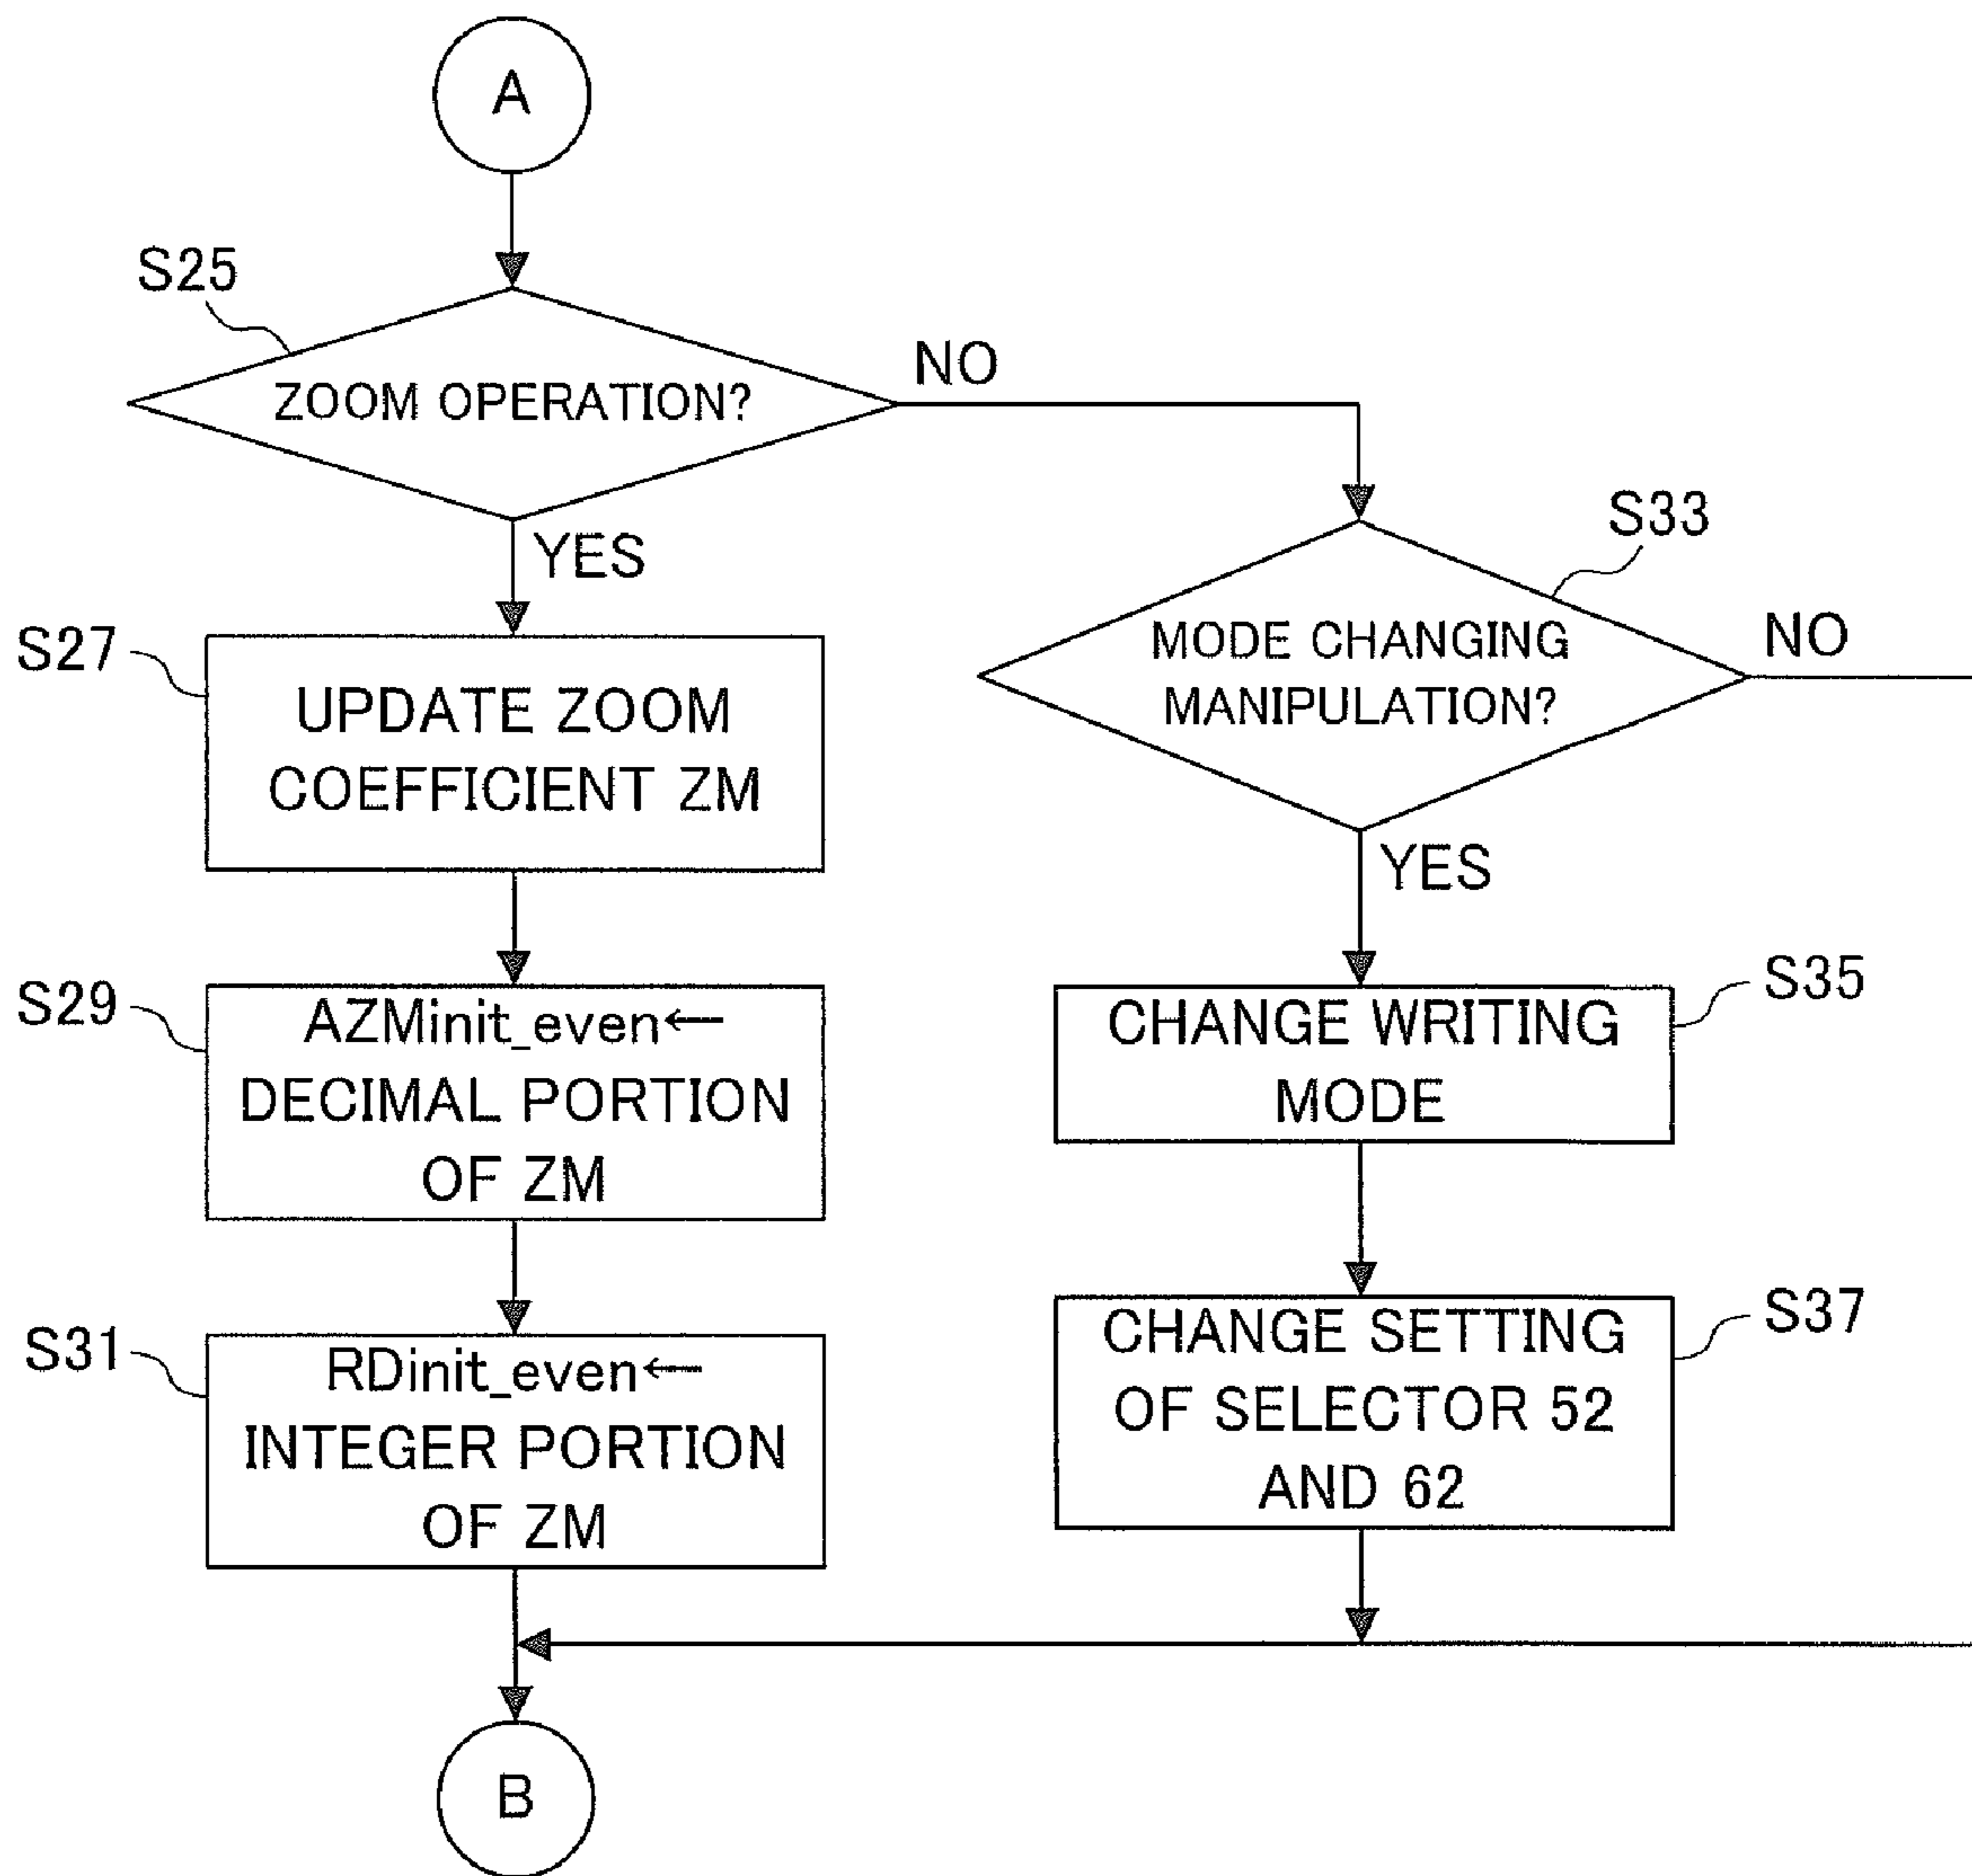 A
S25
ZOOM OPERATION?
NO
YES
S27
UPDATE ZOOM
COEFFICIENT ZM
S29
AZMinit_even←
DECIMAL PORTION
OF ZM
S31
RDinit_even←
INTEGER PORTION
OF ZM
S33
MODE CHANGING
MANIPULATION?
NO
YES
S35
CHANGE WRITING
MODE
S37
CHANGE SETTING
OF SELECTOR 52
AND 62
B